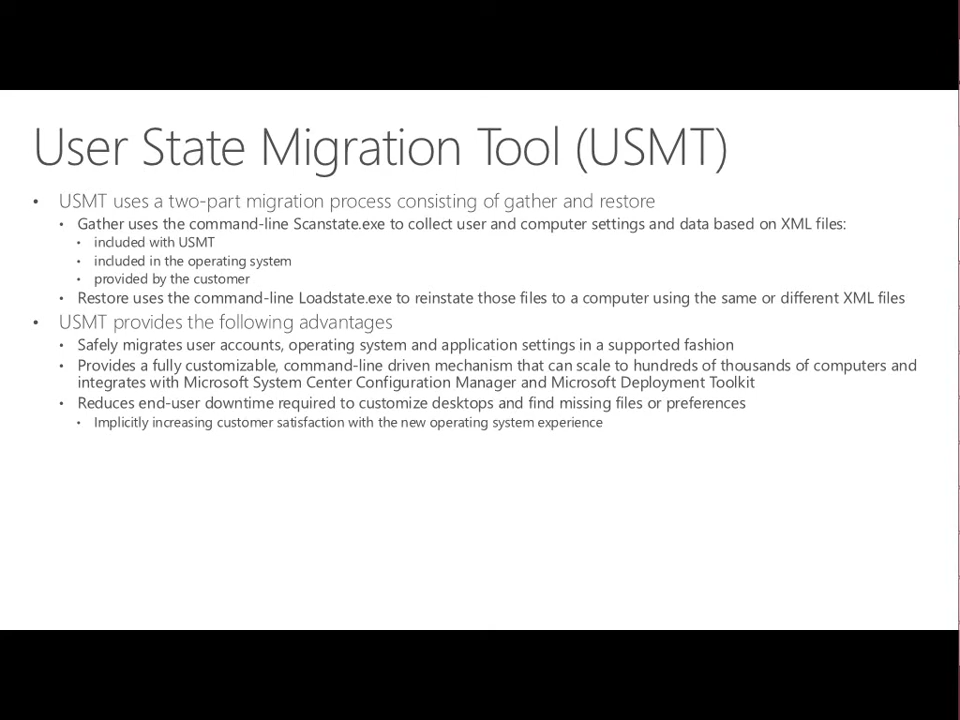 User State Migration Tool (USMT)
• USMT uses a two-part migration process consisting of gather and restore
• Gather uses the command-line Scanstate.exe to collect user and computer settings and data based on XML files:
• included with USMT
• included in the operating system
• provided by the customer
• Restore uses the command-line Loadstate.exe to reinstate those files to a computer using the same or different XML files
• USMT provides the following advantages
• Safely migrates user accounts, operating system and application settings in a supported fashion
• Provides a fully customizable, command-line driven mechanism that can scale to hundreds of thousands of computers and
integrates with Microsoft System Center Configuration Manager and Microsoft Deployment Toolkit
• Reduces end-user downtime required to customize desktops and find missing files or preferences
• Implicitly increasing customer satisfaction with the new operating system experience